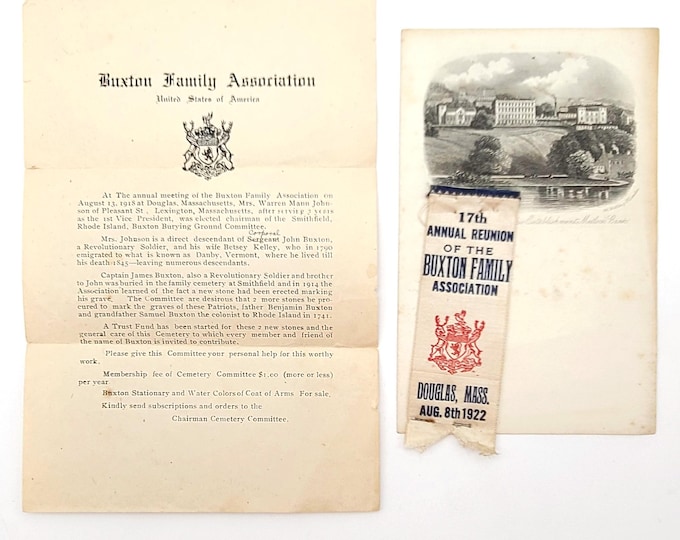 Buxton Family Association
United States of America
At The annual meeting of the Buxton Family Association on
August 13, 1918 at Douglas, Massachusetts, Mrs. Warren Mann John-
son of Pleasant St, Lexington, Massachusetts, after serving 3 years
as the 1st Vice President, was elected chairman of the Smithfield,
Rhode Island, Buxton Burying Ground Committee.
Corporal
Mrs. Johnson is a direct descendant of Sergeant John Buxton,
a Revolutionary Soldier, and his wife Betsey Kelley, who in 1790
emigrated to what is known as Danby, Vermont, where he lived till
his death 1845—leaving numerous descendants.
Captain James Buxton, also a Revolutionary Soldier and brother
to John was buried in the family cemetery at Smithfield and in 1914 the
Association learned of the fact a new stone had been erected marking
his grave. The Committee are desirous that 2 more stones be pro-
cured to mark the graves of these Patriots, father Benjamin Buxton
and grandfather Samuel Buxton the colonist to Rhode Island in 1741.
A Trust Fund has been started for these 2 new stones and the
general care of this Cemetery to which every member and friend of
the name of Buxton is invited to contribute.
Please give this Committee your personal help for this worthy
work.
Membership fee of Cemetery Committee $1.00 (more or less)
per year
Buxton Stationary and Water Colors of Coat of Arms For sale.
Kindly send subscriptions and orders to the
Chairman Cemetery Committee.
17th
ANNUAL REUNION
OF THE
BUXTON FAMILY
ASSOCIATION
DOUGLAS, MASS.
AUG. 8th 1922